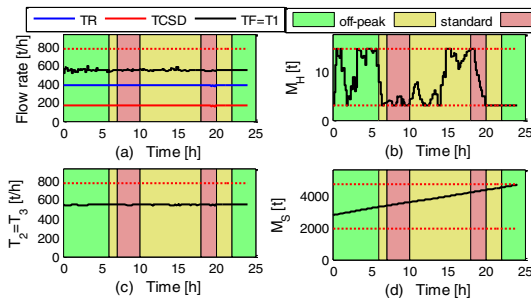 TR TCSD TF=T1 off-peak standard
Flow rate [t/h]
800
600
400
200
0
0 5 10 15 20 25
(a) Time [h]
M_H [t]
10
0
0 5 10 15 20 25
(b) Time [h]
T_2=T_3 [t/h]
800
600
400
200
0
0 5 10 15 20 25
(c) Time [h]
M_S [t]
4000
2000
0
0 5 10 15 20 25
(d) Time [h]